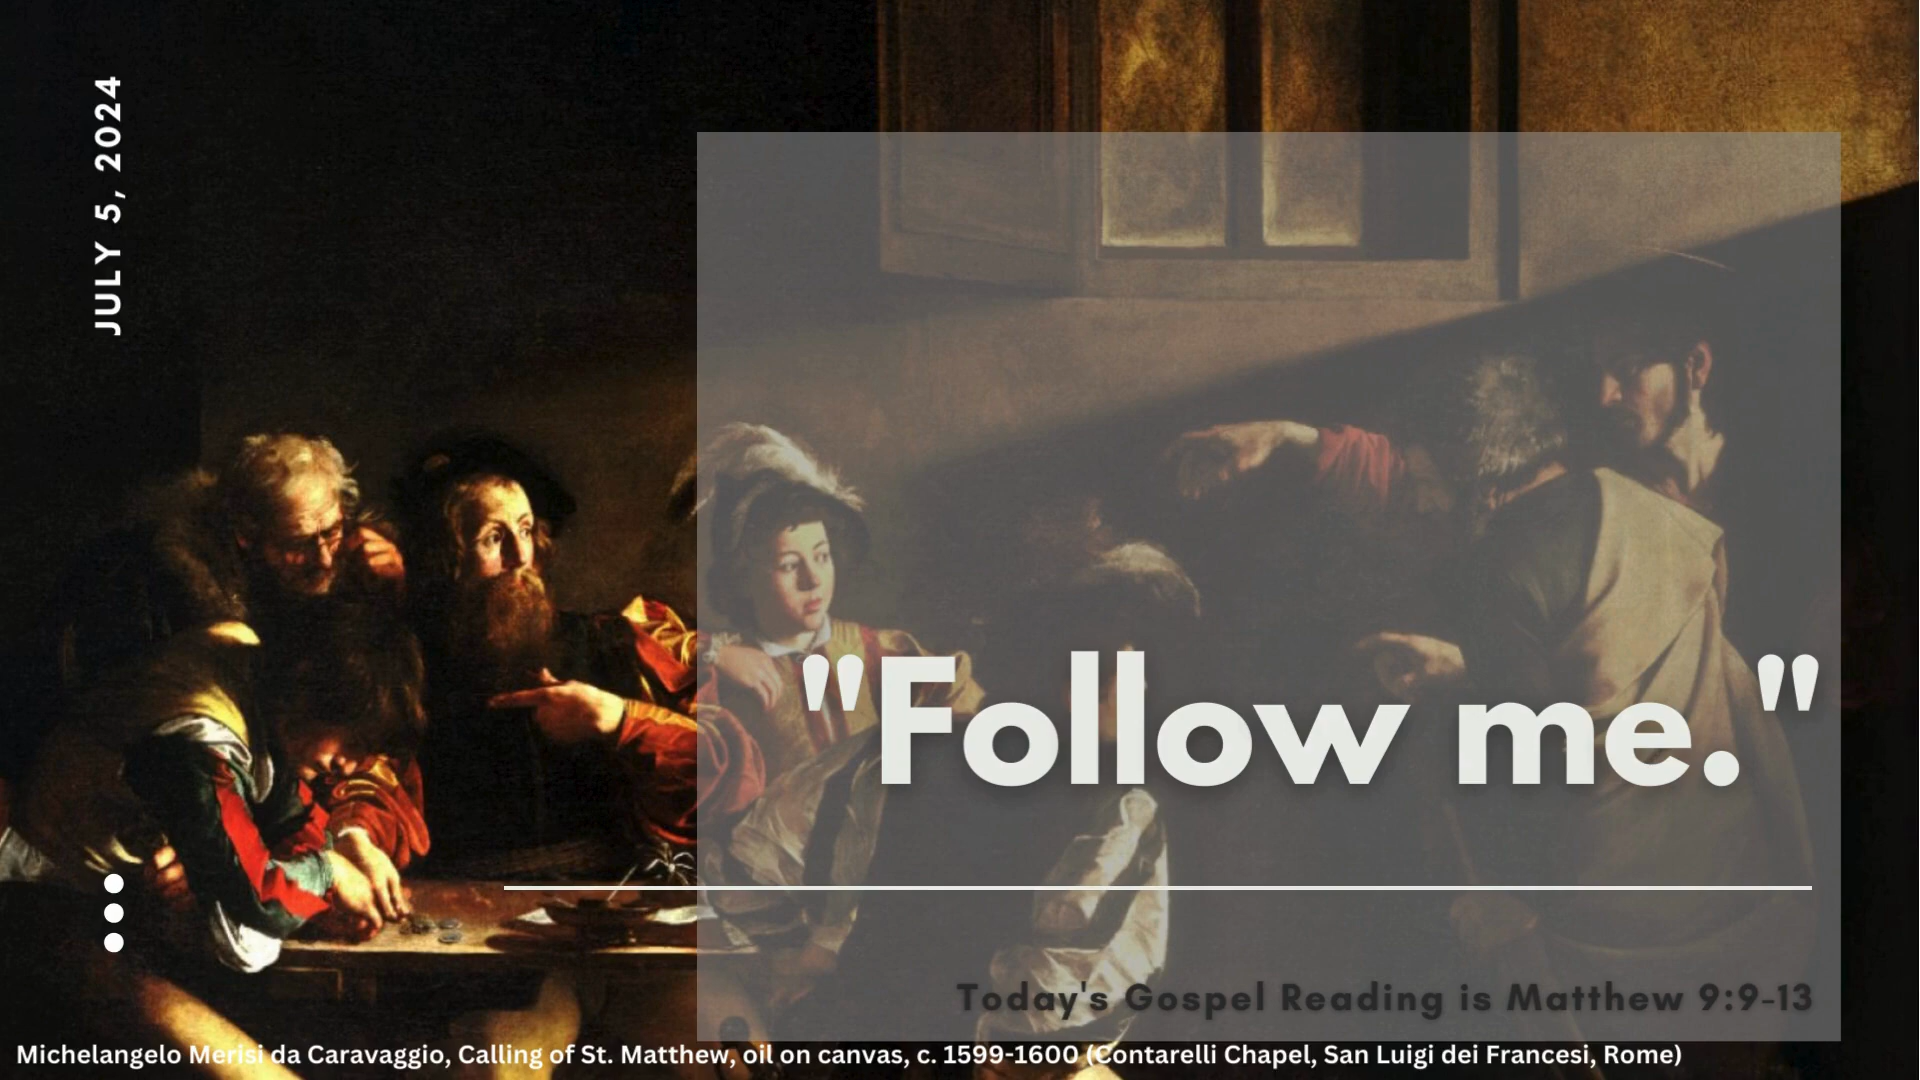 JULY 5, 2024
"Follow me."
Today's Gospel Reading is Matthew 9:9-13
Michelangelo Merisi da Caravaggio, Calling of St. Matthew, oil on canvas, c. 1599-1600 (Contarelli Chapel, San Luigi dei Francesi, Rome)